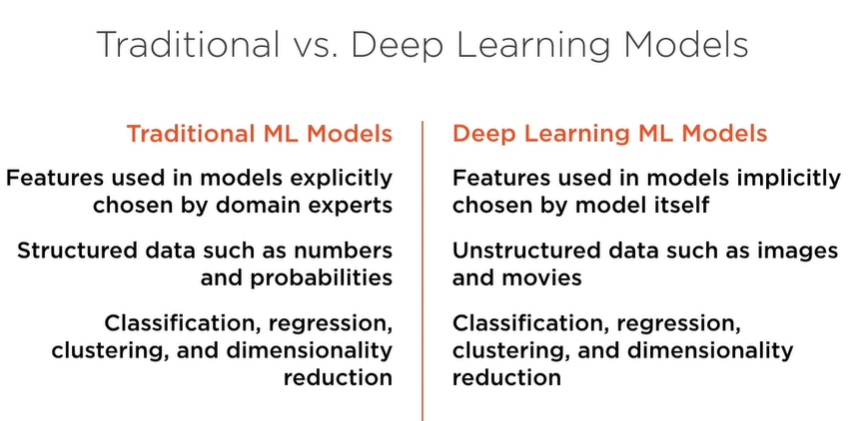 Traditional vs. Deep Learning Models
Traditional ML Models
Features used in models explicitly
chosen by domain experts
Structured data such as numbers
and probabilities
Classification, regression,
clustering, and dimensionality
reduction
Deep Learning ML Models
Features used in models implicitly
chosen by model itself
Unstructured data such as images
and movies
Classification, regression,
clustering, and dimensionality
reduction